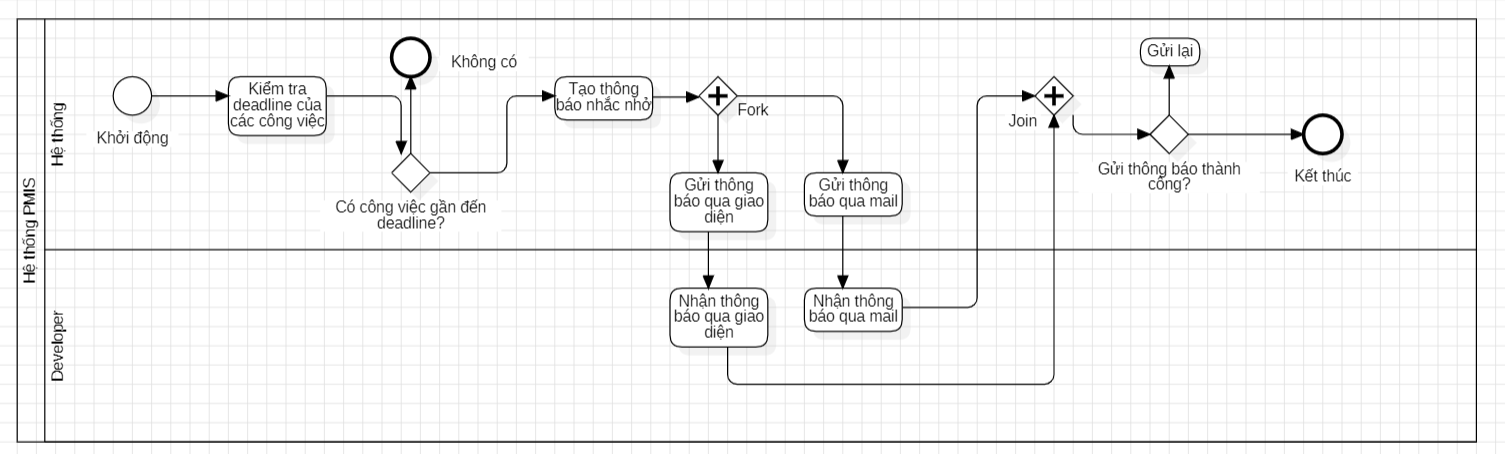 Hệ thống PMIS
Hệ thống
Khởi động
Kiểm tra
deadline của
các công việc
Không có
Có công việc gần đến
deadline?
Tạo thông
báo nhắc nhở
Fork
Gửi thông
báo qua giao
diện
Gửi thông
báo qua mail
Join
Gửi lại
Gửi thông báo thành
công?
Kết thúc
Developer
Nhận thông
báo qua giao
diện
Nhận thông
báo qua mail